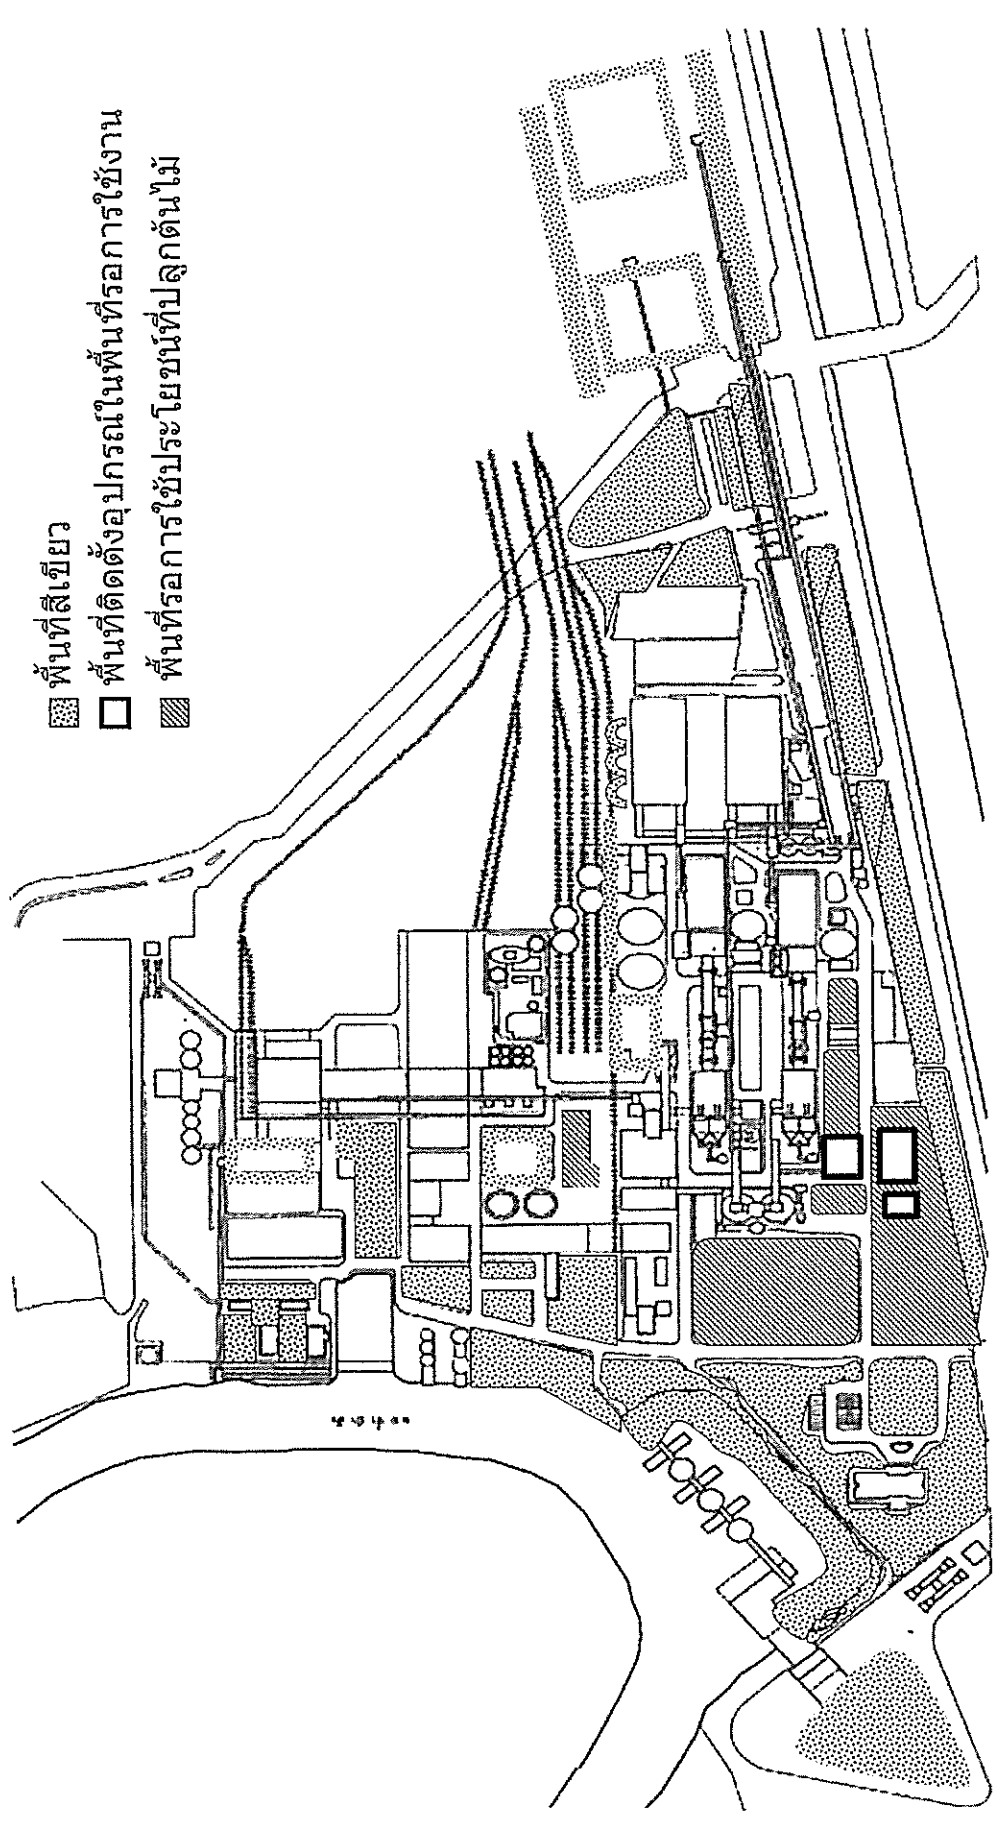 พื้นที่สีเขียว
พื้นที่ติดตั้งอุปกรณ์ในพื้นที่รอการใช้งาน
พื้นที่รอการใช้ประโยชน์ที่ปลูกต้นไม้